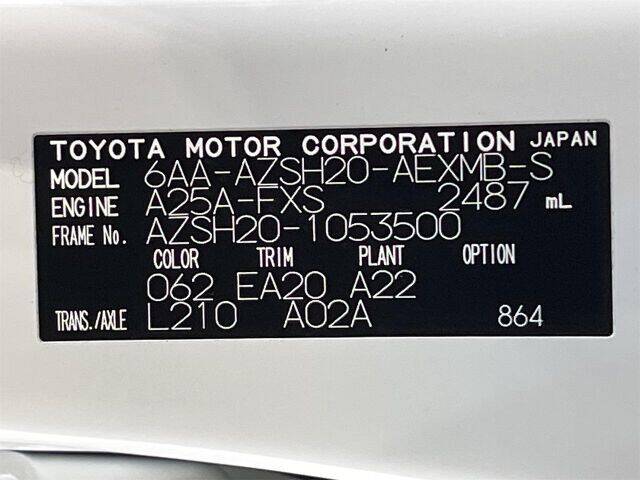 TOYOTA MOTOR CORPORATION JAPAN
MODEL 6AA-AZSH20-AEXMB-S
ENGINE A25A-FXS 2487 mL
FRAME No. AZSH20-1053500
COLOR TRIM PLANT OPTION
062 EA20 A22
TRANS./AXLE L210 A02A 864